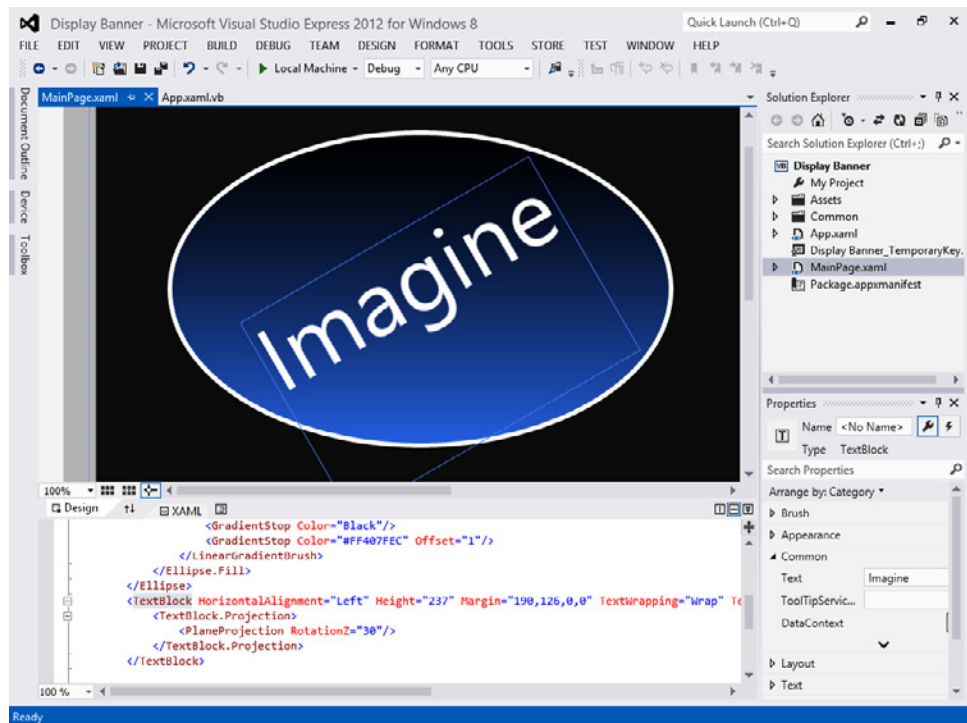 Display Banner - Microsoft Visual Studio Express 2012 for Windows 8
Quick Launch (Ctrl+Q)
FILE EDIT VIEW PROJECT BUILD DEBUG TEAM DESIGN FORMAT TOOLS STORE TEST WINDOW HELP
Local Machine Debug Any CPU
Document Outline
Device
Toolbox
MainPage.xaml App.xaml.vb
Imagine
100%
Design XAML
<GradientStop Color="Black"/>
<GradientStop Color="#FF407FEC" Offset="1"/>
</LinearGradientBrush>
</Ellipse.Fill>
</Ellipse>
<TextBlock HorizontalAlignment="Left" Height="237" Margin="190,126,0,0" TextWrapping="Wrap" Te
<TextBlock.Projection>
<PlaneProjection RotationZ="30"/>
</TextBlock.Projection>
</TextBlock>
100 %
Ready
Solution Explorer
Search Solution Explorer (Ctrl+;)
VB Display Banner
My Project
Assets
Common
App.xaml
Display Banner_TemporaryKey.
MainPage.xaml
Package.appxmanifest
Properties
Name <No Name>
T
Type TextBlock
Search Properties
Arrange by: Category
Brush
Appearance
Common
Text Imagine
ToolTipServic...
DataContext
Layout
Text